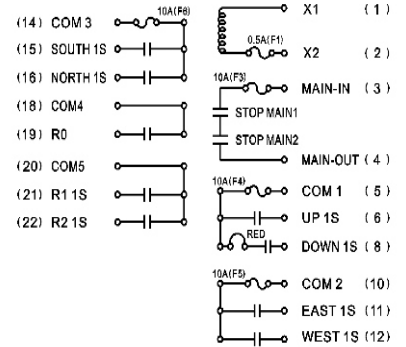 10A(F6)
(14) COM 3
(15) SOUTH 1S
(16) NORTH 1S
(18) COM4
(19) R0
(20) COM5
(21) R1 1S
(22) R2 1S
X1 (1)
0.5A(F1)
X2 (2)
10A(F3)
MAIN-IN (3)
STOP MAIN1
STOP MAIN2
MAIN-OUT (4)
10A(F4)
COM 1 (5)
UP 1S (6)
RED
DOWN 1S (8)
10A(F5)
COM 2 (10)
EAST 1S (11)
WEST 1S (12)